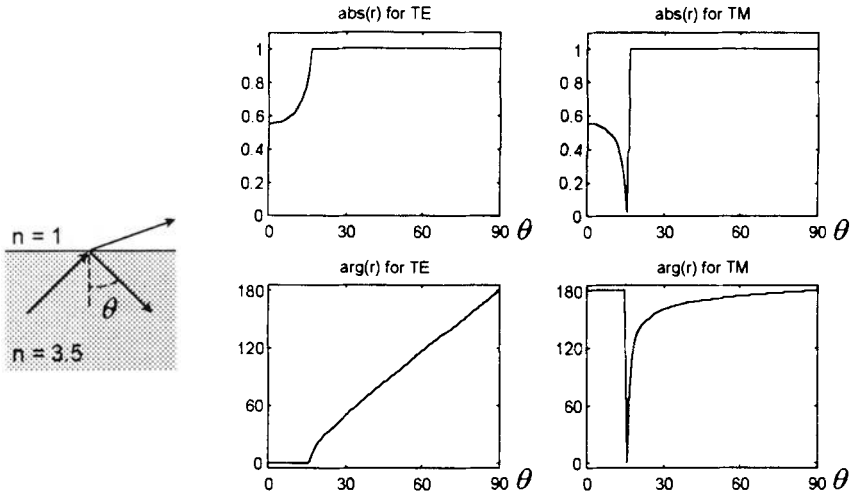 n = 1
θ
n = 3.5
abs(r) for TE
1
0.8
0.6
0.4
0.2
0
0 30 60 90 θ
abs(r) for TM
1
0.8
0.6
0.4
0.2
0
0 30 60 90 θ
arg(r) for TE
180
120
60
0
0 30 60 90 θ
arg(r) for TM
180
120
60
0
0 30 60 90 θ